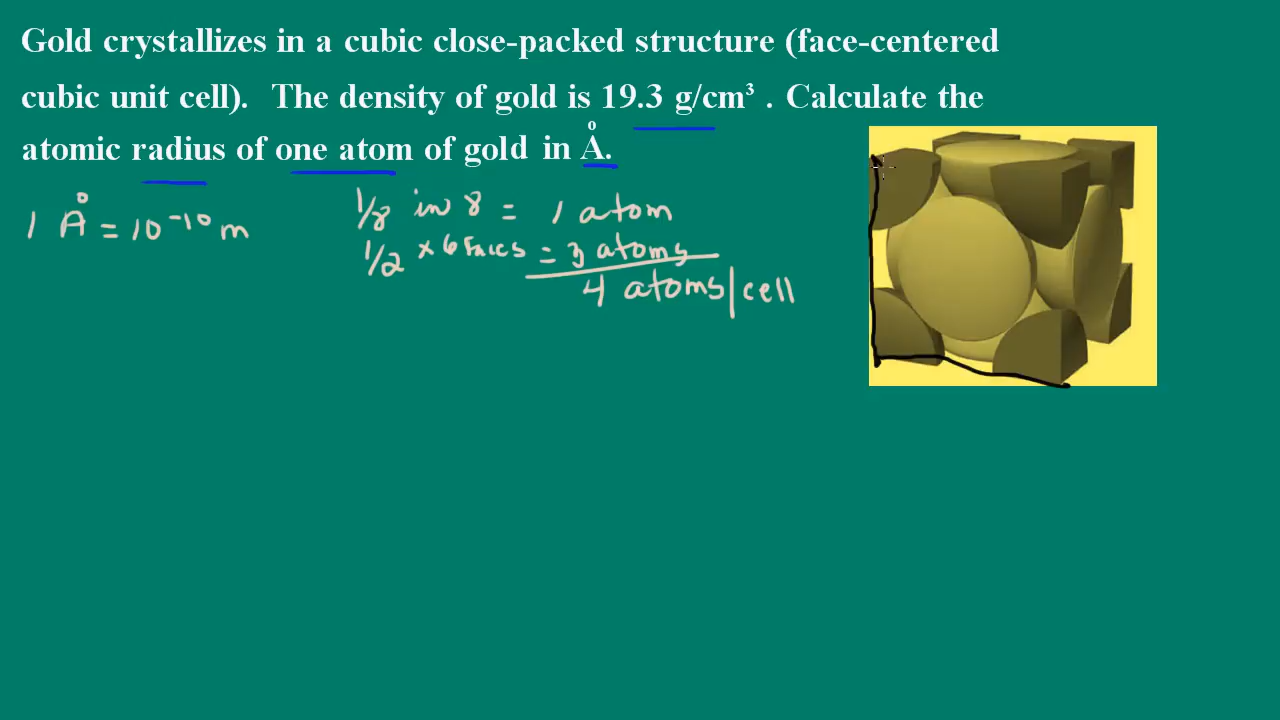 Gold crystallizes in a cubic close-packed structure (face-centered
cubic unit cell). The density of gold is 19.3 g/cm³ . Calculate the
atomic radius of one atom of gold in Å.
1 Å = 10⁻¹⁰ m
1/8 in 8 = 1 atom
1/2 × 6 faces = 3 atoms
4 atoms/cell